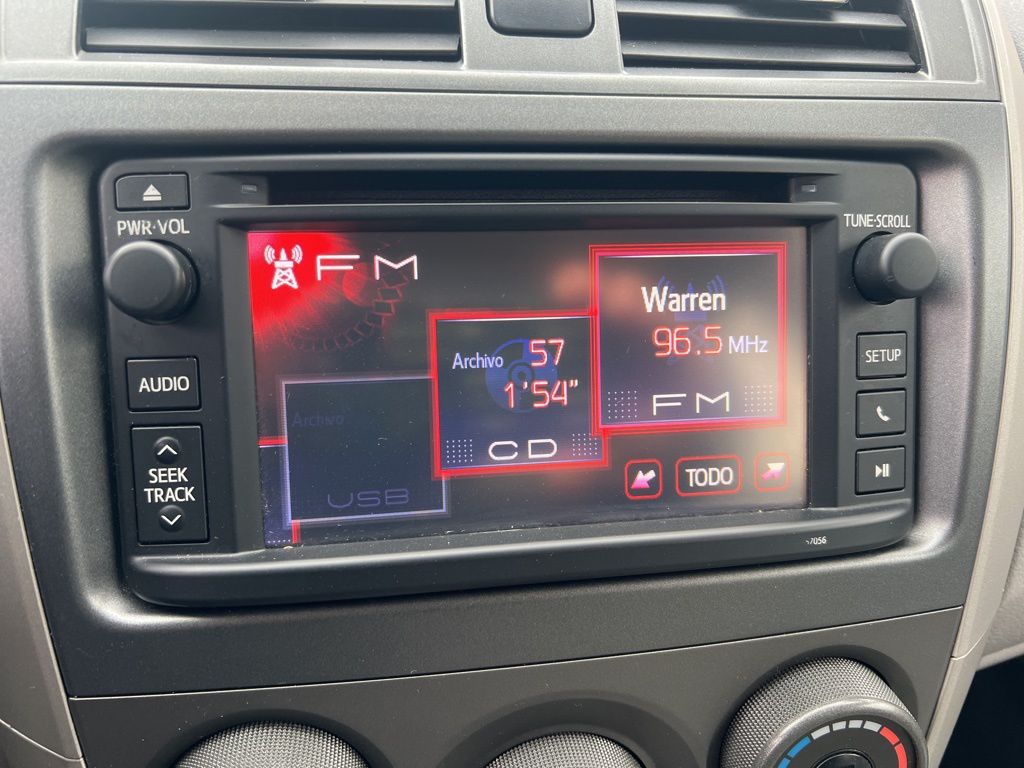 PWR·VOL
TUNE·SCROLL
FM
Warren
96.5 MHz
FM
Archivo 57
1'54"
CD
Archivo
USB
TODO
AUDIO
SEEK
TRACK
SETUP
57056